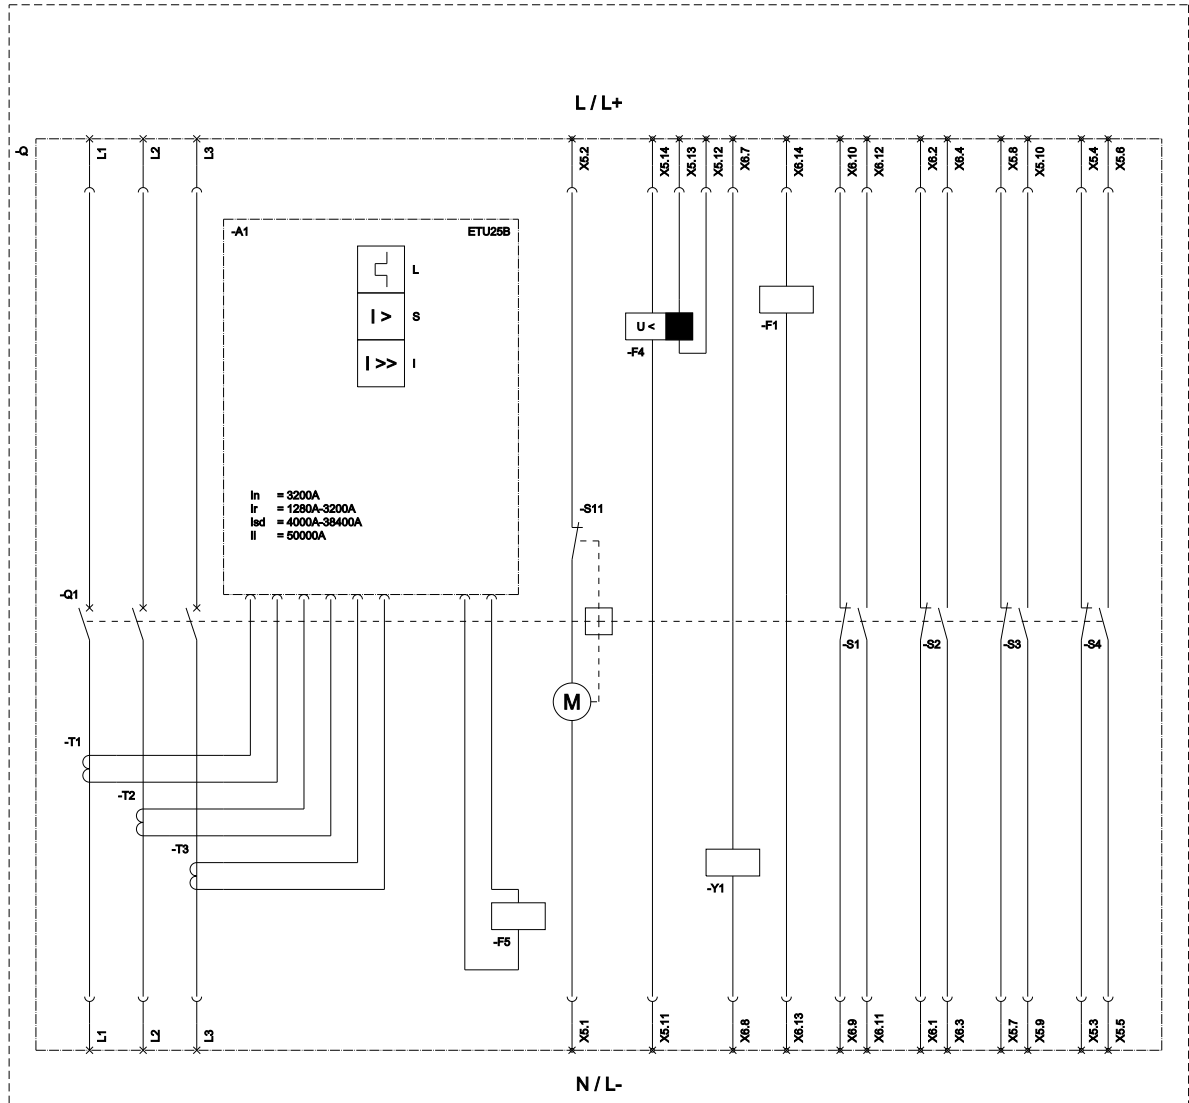 L / L+
-Q
L1
L2
L3
X5.2
X5.14
X5.13
X5.12
X6.7
X6.14
X6.10
X6.12
X6.2
X6.4
X5.8
X5.10
X5.4
X5.6
-A1
ETU25B
L
I >
S
I >>
I
U <
-F4
-F1
In = 3200A
Ir = 1280A-3200A
Isd = 4000A-38400A
Ii = 50000A
-S11
-Q1
-S1
-S2
-S3
-S4
M
-T1
-T2
-T3
-Y1
-F5
L1
L2
L3
X5.1
X5.11
X6.8
X6.13
X6.9
X6.11
X6.1
X6.3
X5.7
X5.9
X5.3
X5.5
N / L-